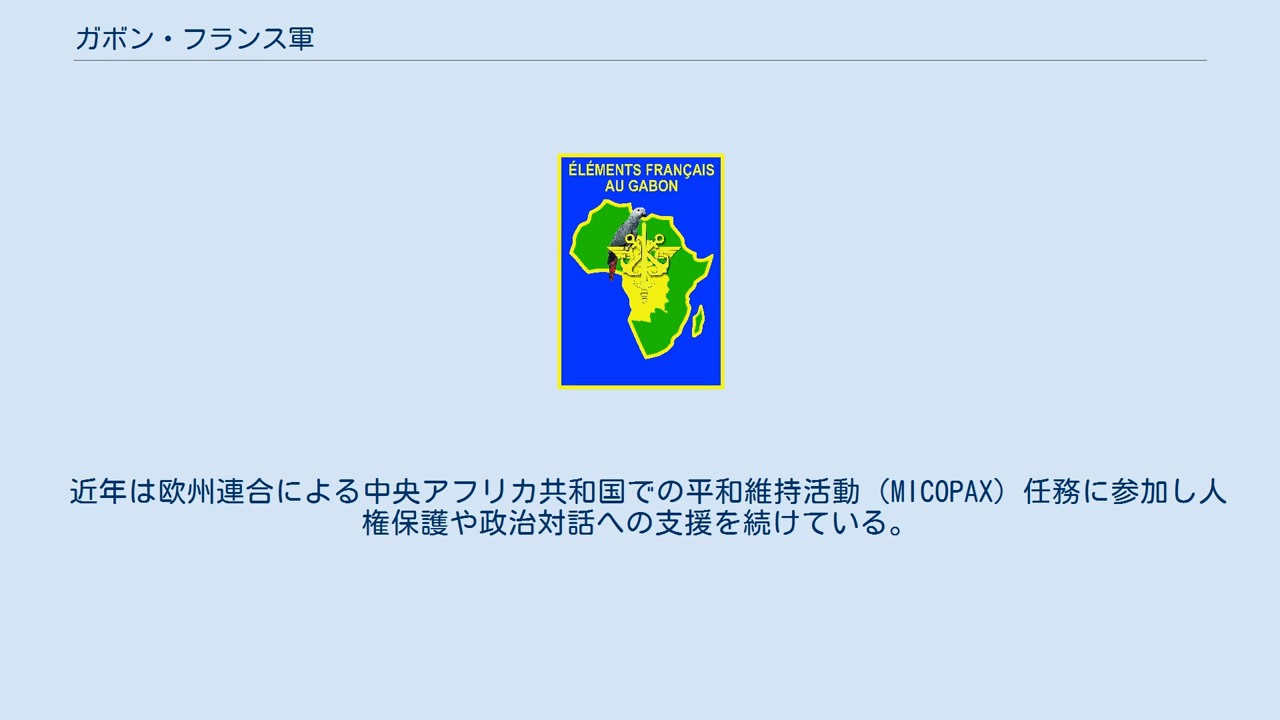 ガボン・フランス軍
ÉLÉMENTS FRANÇAIS
AU GABON
近年は欧州連合による中央アフリカ共和国での平和維持活動（MICOPAX）任務に参加し人
権保護や政治対話への支援を続けている。